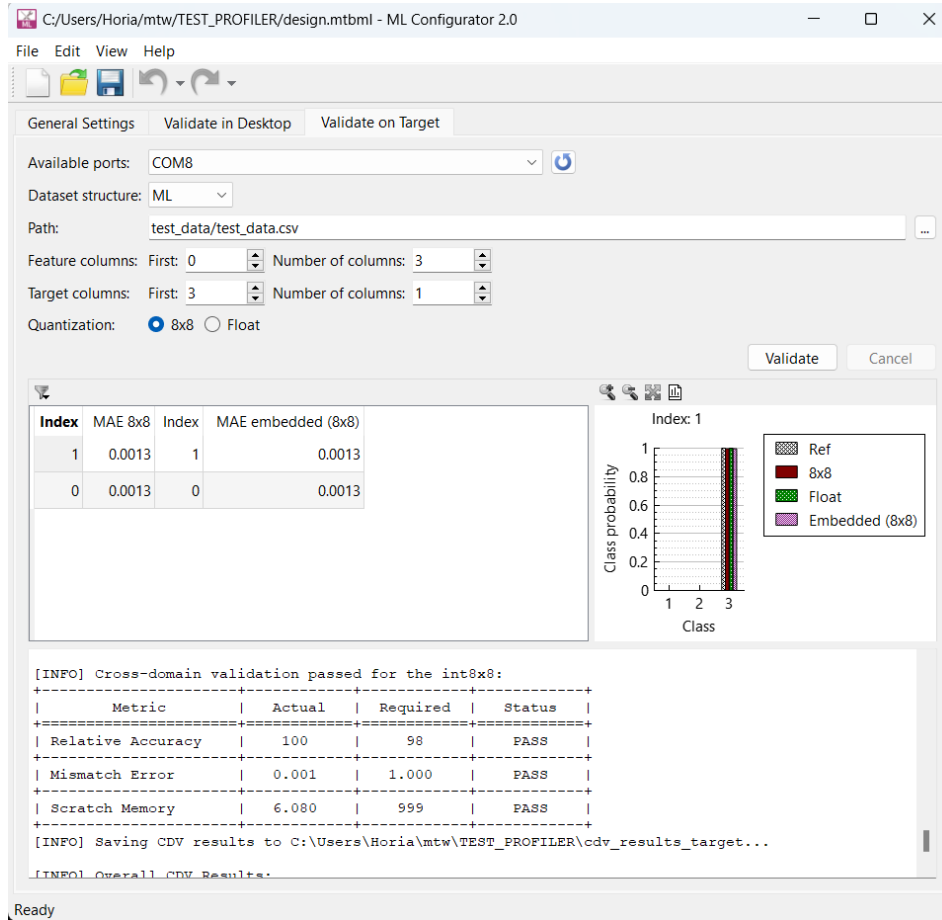 C:/Users/Horia/mtw/TEST_PROFILER/design.mtbml - ML Configurator 2.0
File Edit View Help
General Settings Validate in Desktop Validate on Target
Available ports: COM8
Dataset structure: ML
Path: test_data/test_data.csv ...
Feature columns: First: 0 Number of columns: 3
Target columns: First: 3 Number of columns: 1
Quantization: 8x8 Float
Validate Cancel
Index MAE 8x8 Index MAE embedded (8x8)
1 0.0013 1 0.0013
0 0.0013 0 0.0013
Index: 1
1
0.8
0.6
0.4
0.2
0
Class probability
1 2 3
Class
Ref
8x8
Float
Embedded (8x8)
[INFO] Cross-domain validation passed for the int8x8:
+----------------------+------------+------------+------------+
| Metric | Actual | Required | Status |
+======================+============+============+============+
| Relative Accuracy | 100 | 98 | PASS |
+----------------------+------------+------------+------------+
| Mismatch Error | 0.001 | 1.000 | PASS |
+----------------------+------------+------------+------------+
| Scratch Memory | 6.080 | 999 | PASS |
+----------------------+------------+------------+------------+
[INFO] Saving CDV results to C:\Users\Horia\mtw\TEST_PROFILER\cdv_results_target...
[INFO] Overall CDV Results:
Ready